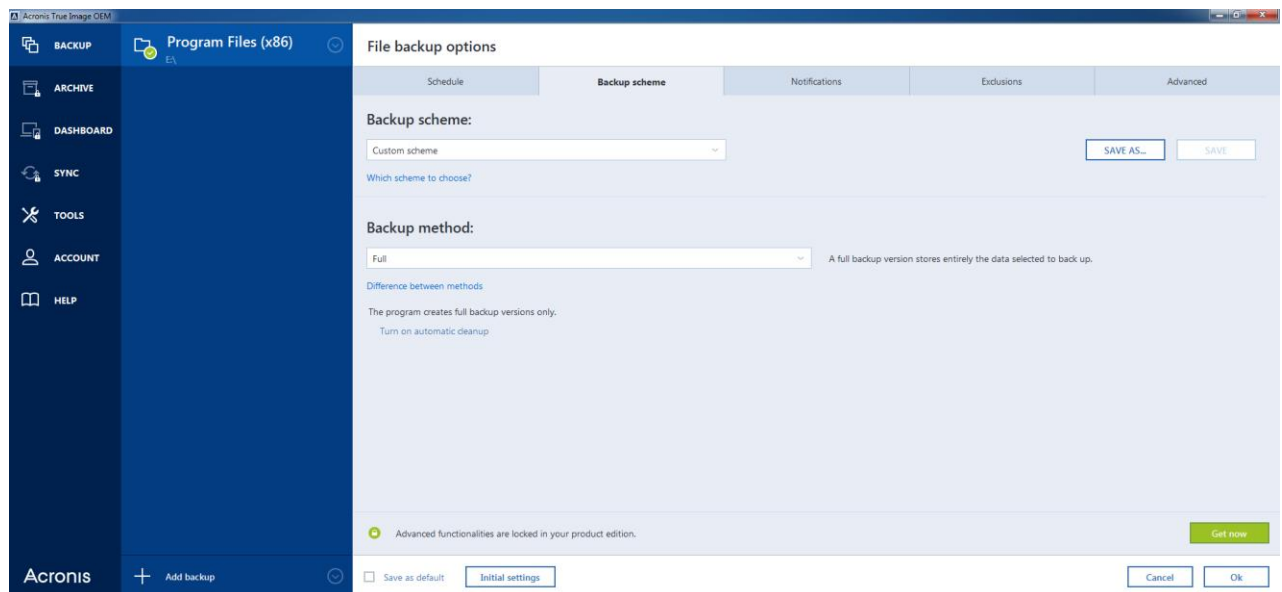 Acronis True Image OEM
BACKUP
ARCHIVE
DASHBOARD
SYNC
TOOLS
ACCOUNT
HELP
Acronis
Program Files (x86)
E:\
Add backup
File backup options
Schedule
Backup scheme
Notifications
Exclusions
Advanced
Backup scheme:
Custom scheme
SAVE AS...
SAVE
Which scheme to choose?
Backup method:
Full
A full backup version stores entirely the data selected to back up.
Difference between methods
The program creates full backup versions only.
Turn on automatic cleanup
Advanced functionalities are locked in your product edition.
Get now
Save as default
Initial settings
Cancel
Ok